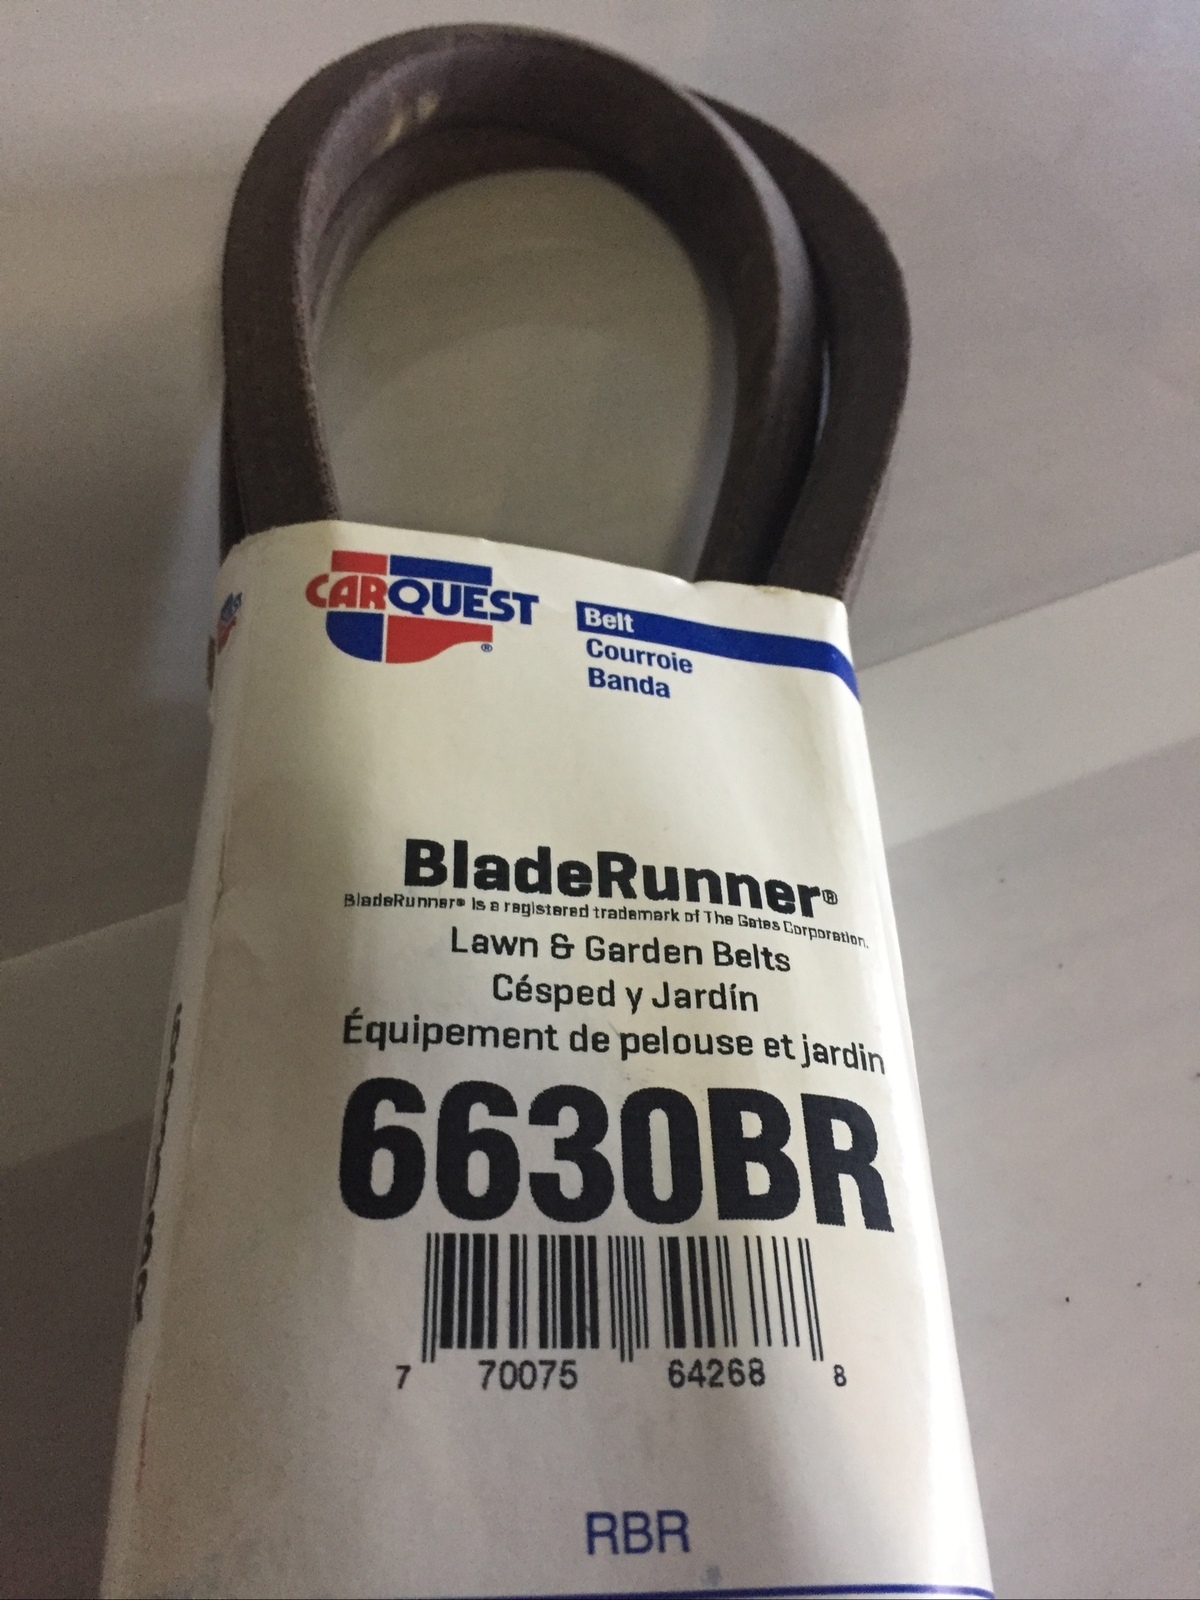 CARQUEST®
Belt
Courroie
Banda
BladeRunner®
BladeRunner® is a registered trademark of The Gates Corporation.
Lawn & Garden Belts
Césped y Jardín
Équipement de pelouse et jardin
6630BR
7 70075 64268 8
RBR